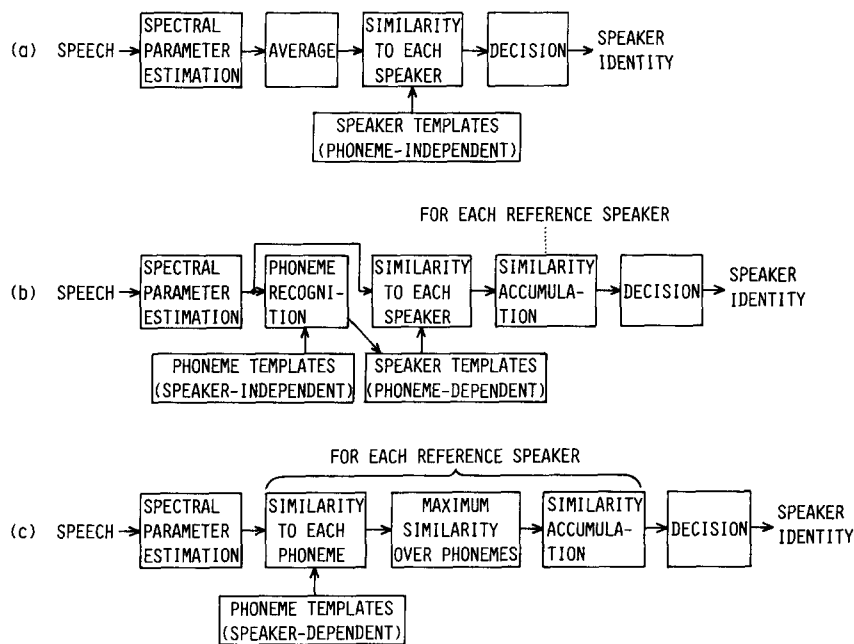 (a) SPEECH
SPECTRAL
PARAMETER
ESTIMATION
AVERAGE
SIMILARITY
TO EACH
SPEAKER
DECISION
SPEAKER
IDENTITY
SPEAKER TEMPLATES
(PHONEME-INDEPENDENT)
FOR EACH REFERENCE SPEAKER
(b) SPEECH
SPECTRAL
PARAMETER
ESTIMATION
PHONEME
RECOGNI-
TION
SIMILARITY
TO EACH
SPEAKER
SIMILARITY
ACCUMULA-
TION
DECISION
SPEAKER
IDENTITY
PHONEME TEMPLATES
(SPEAKER-INDEPENDENT)
SPEAKER TEMPLATES
(PHONEME-DEPENDENT)
FOR EACH REFERENCE SPEAKER
(c) SPEECH
SPECTRAL
PARAMETER
ESTIMATION
SIMILARITY
TO EACH
PHONEME
MAXIMUM
SIMILARITY
OVER PHONEMES
SIMILARITY
ACCUMULA-
TION
DECISION
SPEAKER
IDENTITY
PHONEME TEMPLATES
(SPEAKER-DEPENDENT)